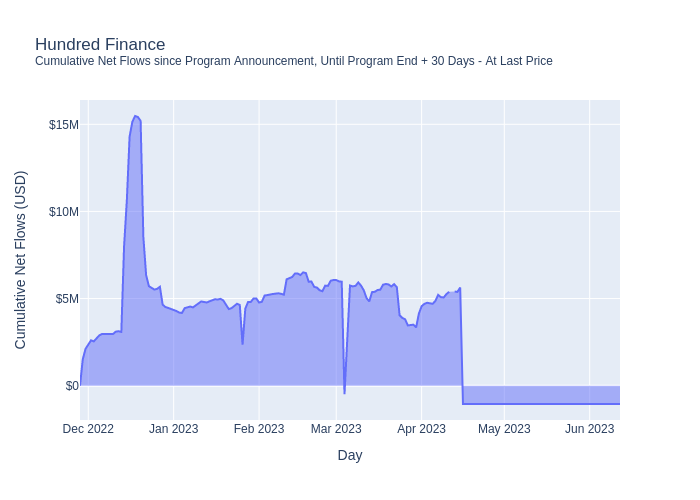 Hundred Finance
Cumulative Net Flows since Program Announcement, Until Program End + 30 Days - At Last Price
$15M
$10M
$5M
$0
Cumulative Net Flows (USD)
Dec 2022
Jan 2023
Feb 2023
Mar 2023
Apr 2023
May 2023
Jun 2023
Day